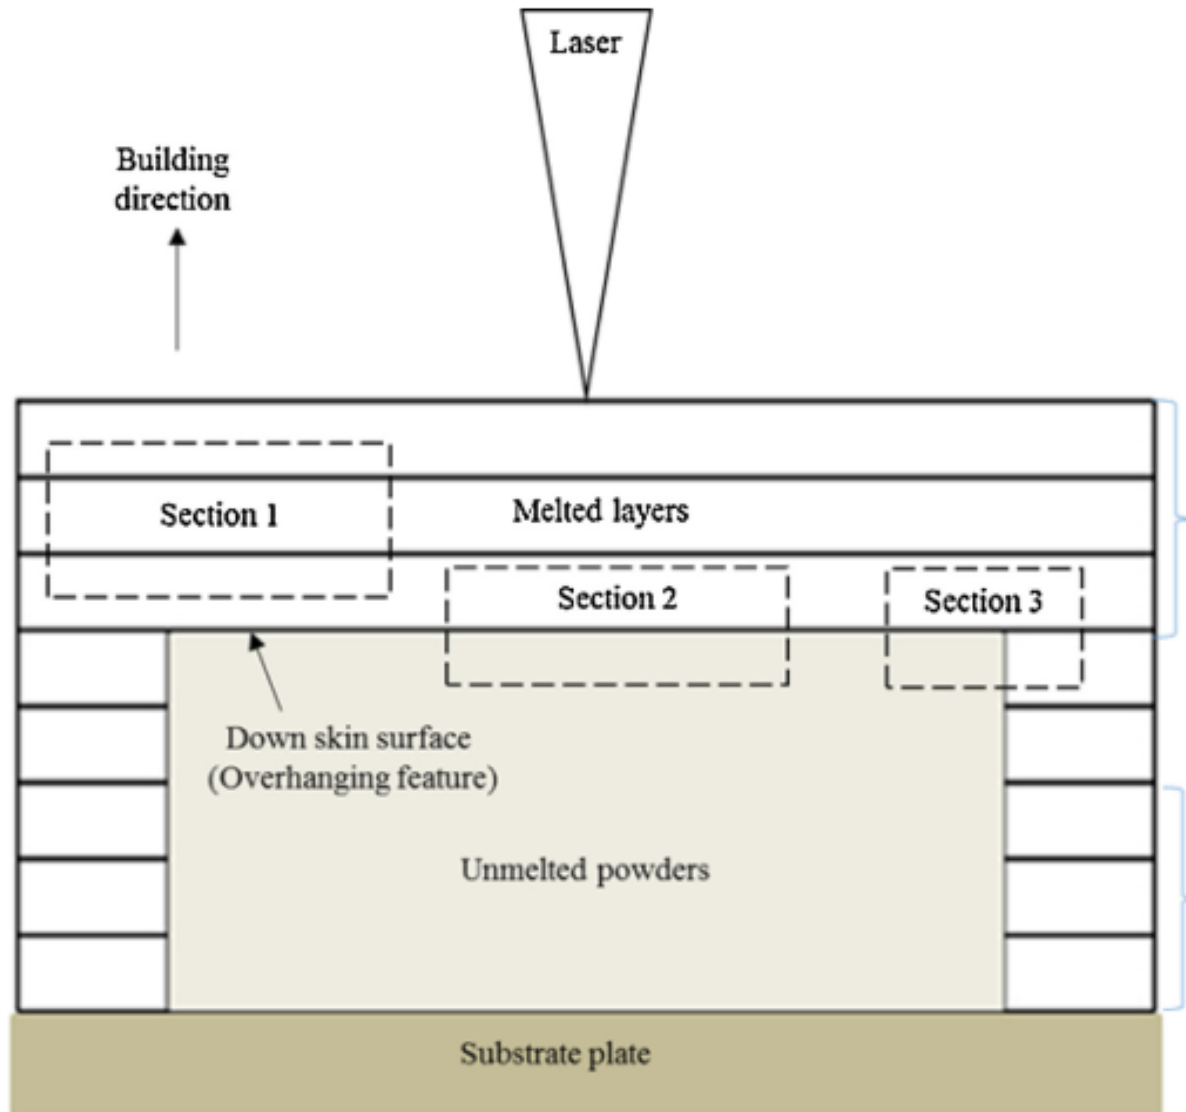 Laser
Building
direction
Section 1
Melted layers
Section 2
Section 3
Down skin surface
(Overhanging feature)
Unmelted powders
Substrate plate